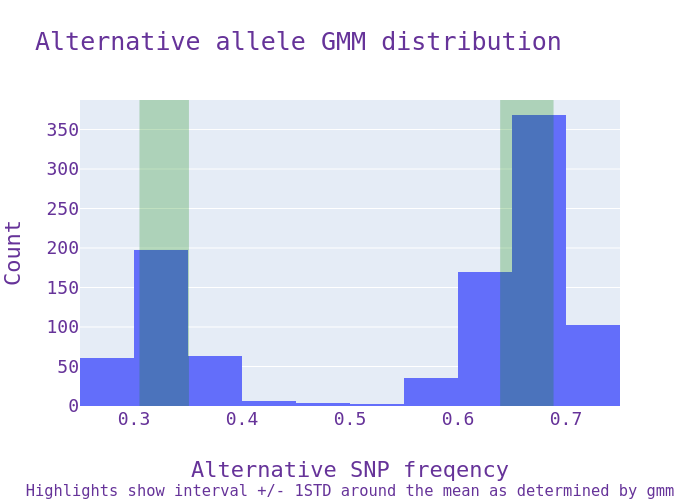 Alternative allele GMM distribution
350
300
250
200
150
100
50
0
Count
0.3 0.4 0.5 0.6 0.7
Alternative SNP freqency
Highlights show interval +/- 1STD around the mean as determined by gmm